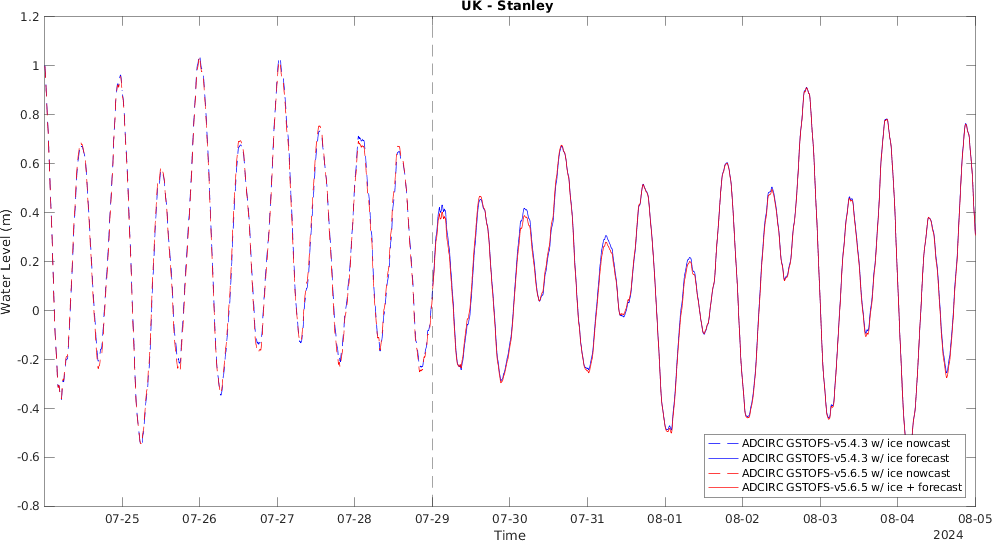 UK - Stanley
1.2
1
0.8
0.6
0.4
0.2
0
-0.2
-0.4
-0.6
-0.8
Water Level (m)
ADCIRC GSTOFS-v5.4.3 w/ ice nowcast
ADCIRC GSTOFS-v5.4.3 w/ ice forecast
ADCIRC GSTOFS-v5.6.5 w/ ice nowcast
ADCIRC GSTOFS-v5.6.5 w/ ice + forecast
07-25 07-26 07-27 07-28 07-29 07-30 07-31 08-01 08-02 08-03 08-04 08-05
Time
2024